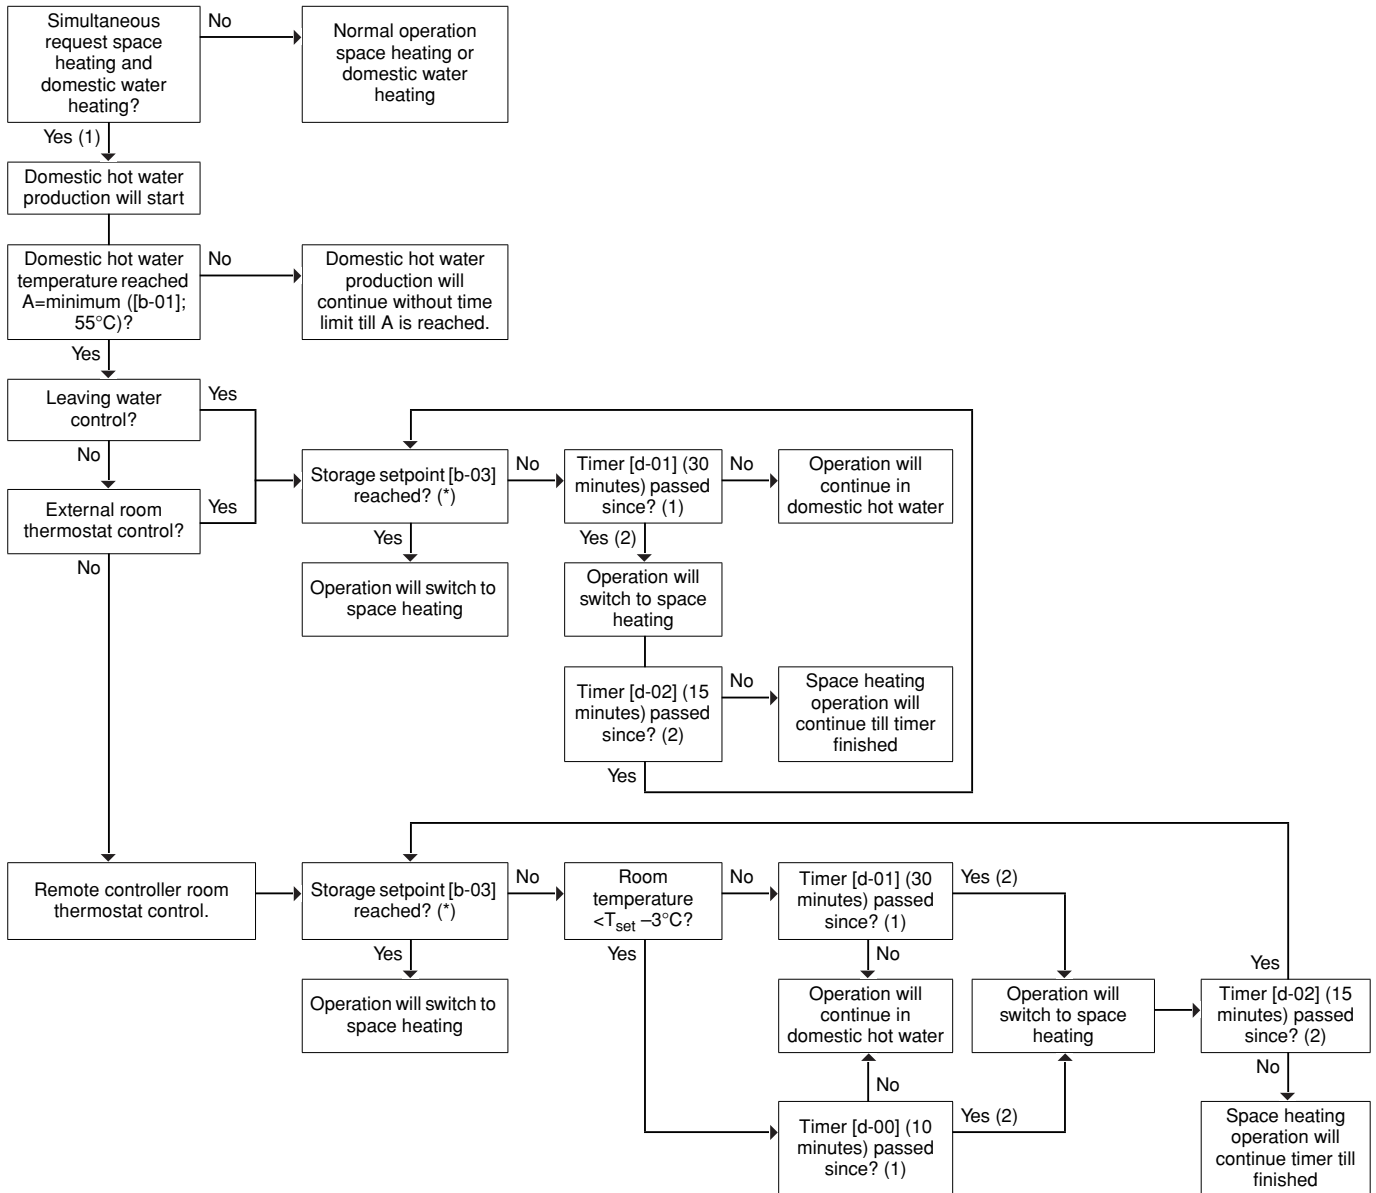 Simultaneous
request space
heating and
domestic water
heating?
No
Normal operation
space heating or
domestic water
heating
Yes (1)
Domestic hot water
production will start
Domestic hot water
temperature reached
A=minimum ([b-01];
55°C)?
No
Domestic hot water
production will
continue without time
limit till A is reached.
Yes
Leaving water
control?
Yes
No
External room
thermostat control?
Yes
No
Storage setpoint [b-03]
reached? (*)
No
Timer [d-01] (30
minutes) passed
since? (1)
No
Operation will
continue in
domestic hot water
Yes
Operation will switch to
space heating
Yes (2)
Operation will
switch to space
heating
Timer [d-02] (15
minutes) passed
since? (2)
No
Space heating
operation will
continue till timer
finished
Yes
Remote controller room
thermostat control.
Storage setpoint [b-03]
reached? (*)
No
Room
temperature
<Tset –3°C?
No
Timer [d-01] (30
minutes) passed
since? (1)
Yes (2)
Yes
Operation will switch to
space heating
Yes
No
Operation will
continue in
domestic hot water
Operation will
switch to space
heating
Yes
Timer [d-02] (15
minutes) passed
since? (2)
No
Timer [d-00] (10
minutes) passed
since? (1)
Yes (2)
No
Space heating
operation will
continue timer till
finished